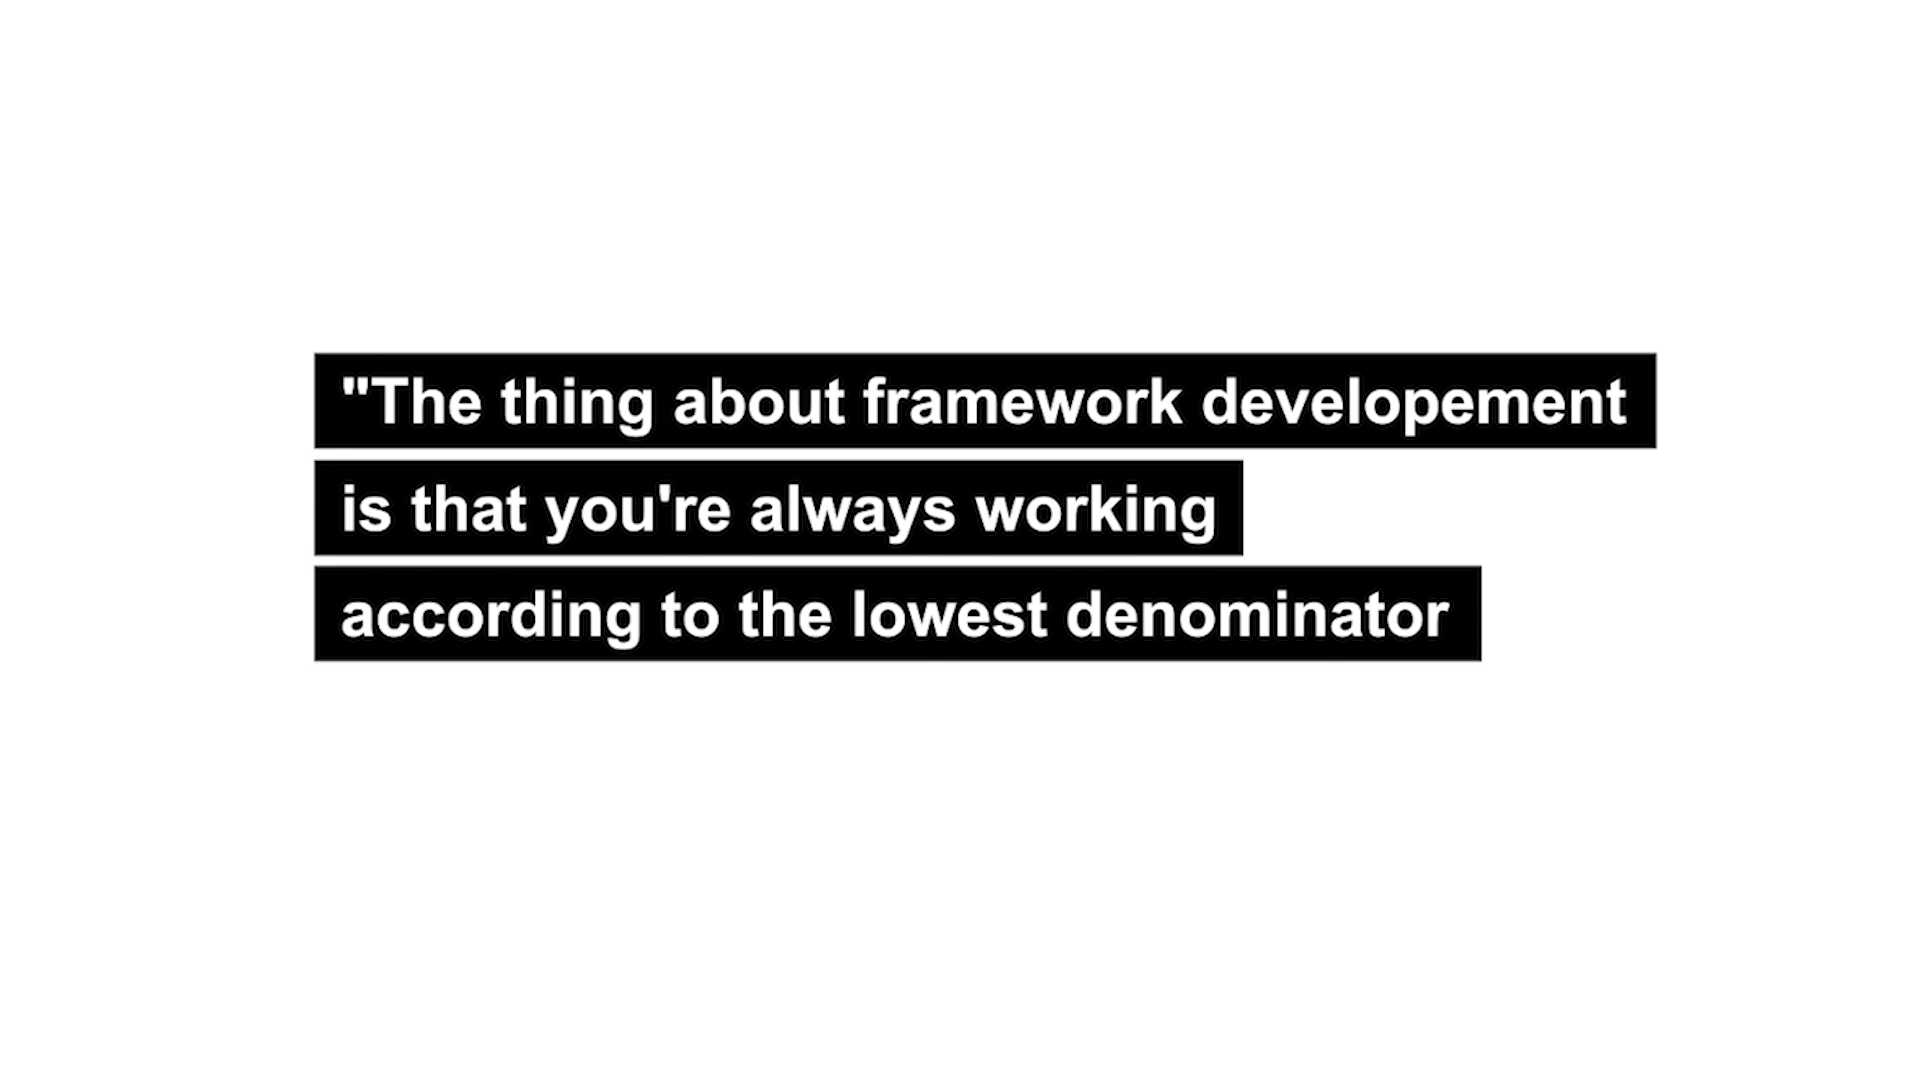 "The thing about framework developement
is that you're always working
according to the lowest denominator